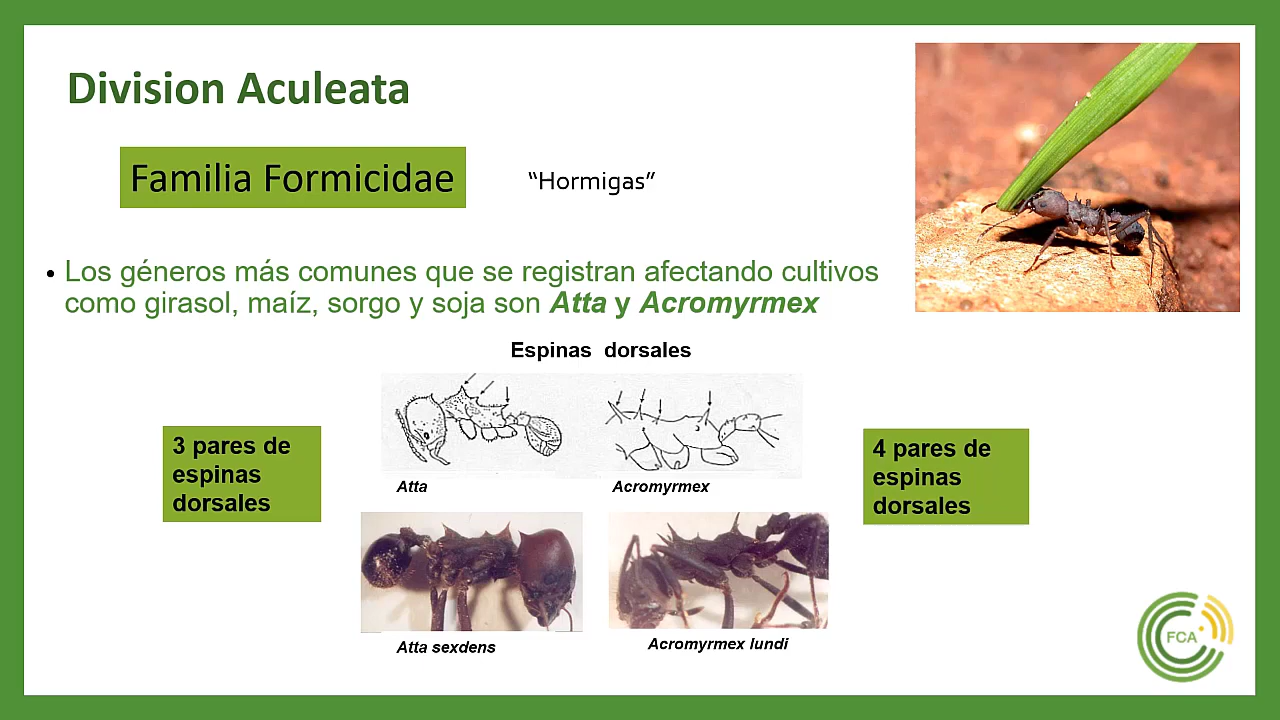 Division Aculeata
Familia Formicidae
“Hormigas”
• Los géneros más comunes que se registran afectando cultivos
como girasol, maíz, sorgo y soja son Atta y Acromyrmex
Espinas dorsales
3 pares de
espinas
dorsales
4 pares de
espinas
dorsales
Atta
Acromyrmex
Atta sexdens
Acromyrmex lundi
FCA